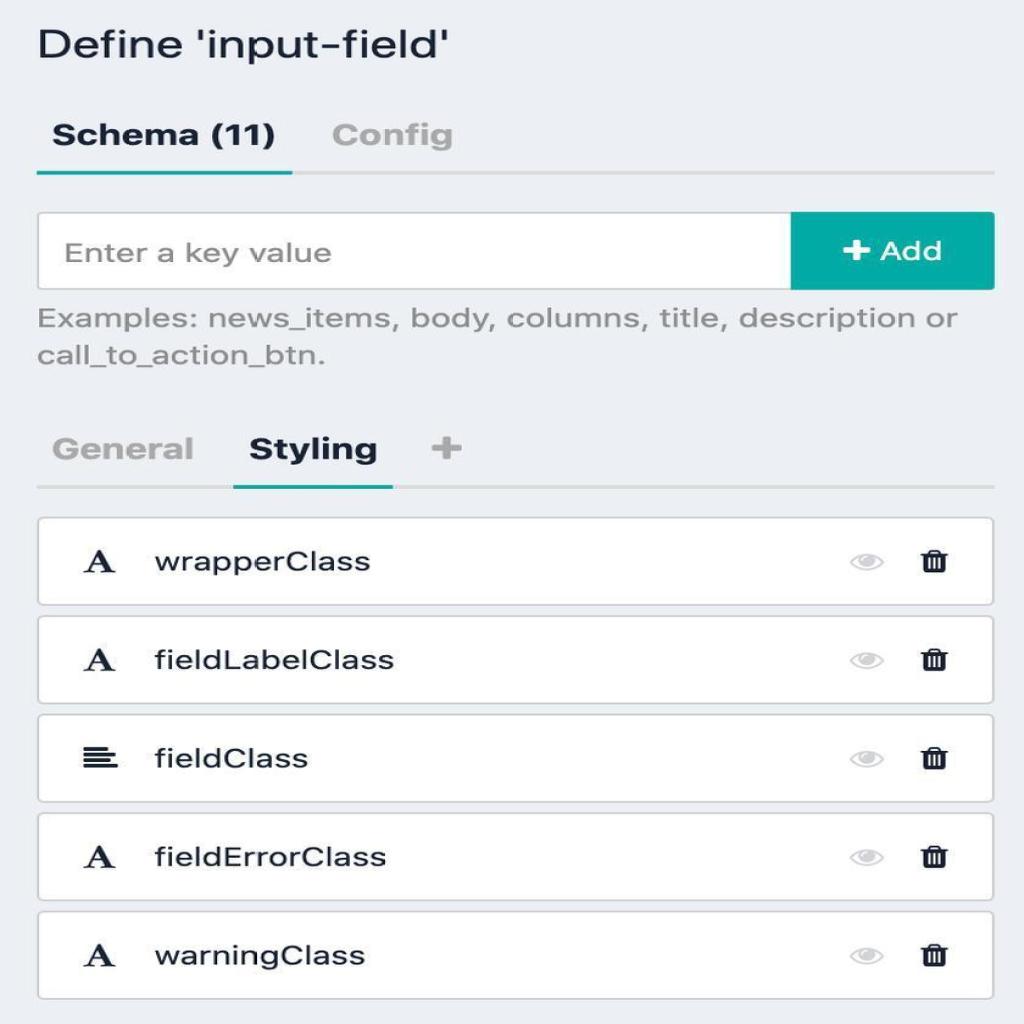 Define 'input-field'
Schema (11) Config
Enter a key value + Add
Examples: news_items, body, columns, title, description or
call_to_action_btn.
General Styling +
A wrapperClass
A fieldLabelClass
fieldClass
A fieldErrorClass
A warningClass